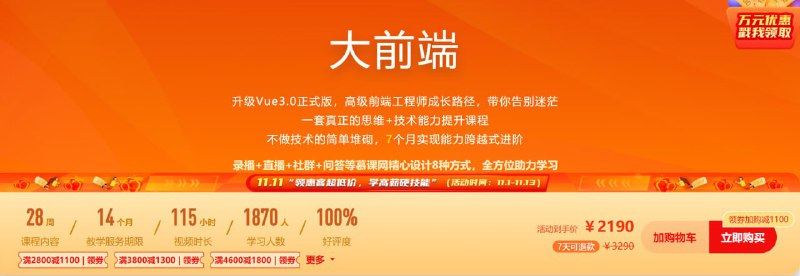 万元优惠
戳我领取
大前端
升级Vue3.0正式版，高级前端工程师成长路径，带你告别迷茫
一套真正的思维+技术能力提升课程
不做技术的简单堆砌，7个月实现能力跨越式进阶
录播+直播+社群+问答等慕课网精心设计8种方式，全方位助力学习
11.11 “领惠富超低价，学高薪硬技能”（活动时间：11.1-11.13）
28周 / 14个月 / 115小时 / 1870人 / 100%
课程内容 教学服务期限 视频时长 学习人数 好评度
满2800减1100 | 领券 满3800减1300 | 领券 满4600减1800 | 领券 更多
活动到手价 ¥2190
7天可退款 ¥3290
加购物车
领券加购减1100
立即购买